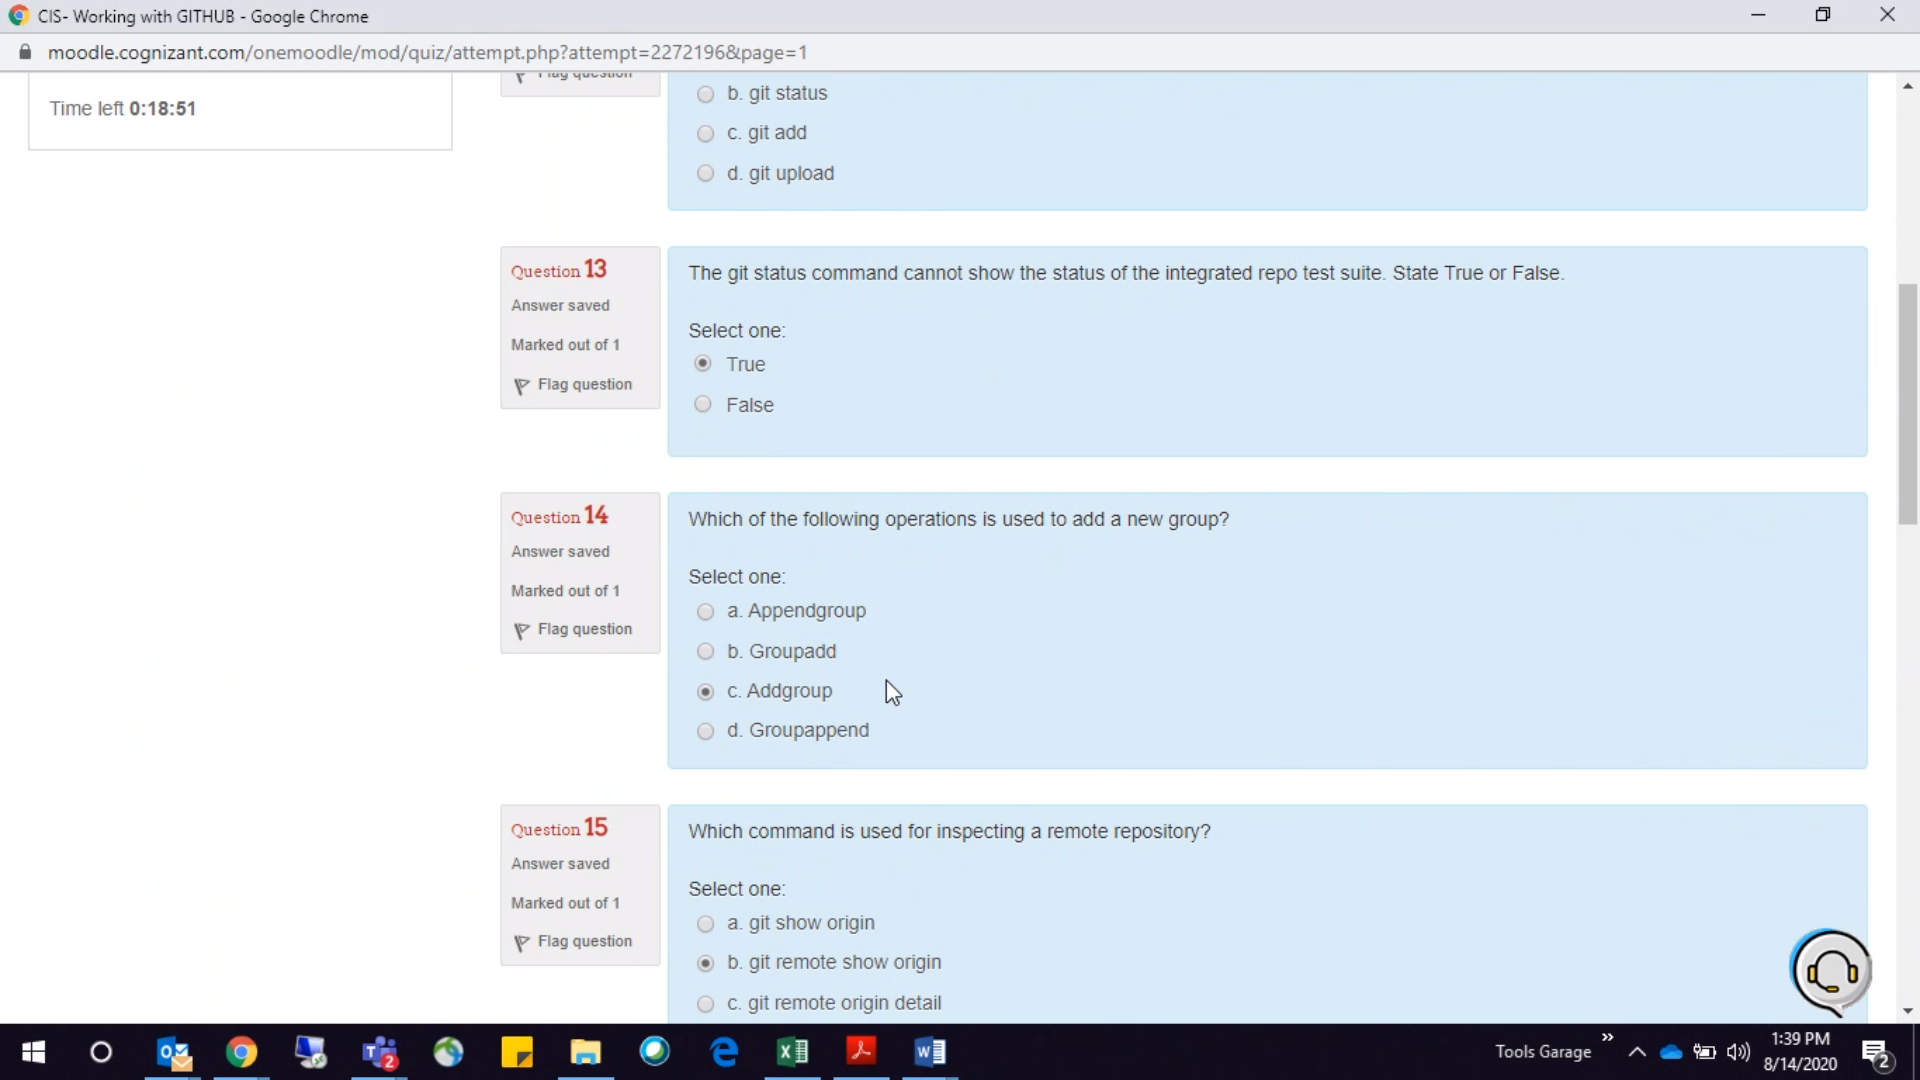 CIS- Working with GITHUB - Google Chrome
moodle.cognizant.com/onemoodle/mod/quiz/attempt.php?attempt=2272196&page=1
Time left 0:18:51
Flag question
b. git status
c. git add
d. git upload
Question 13
Answer saved
Marked out of 1
Flag question
The git status command cannot show the status of the integrated repo test suite. State True or False.
Select one:
True
False
Question 14
Answer saved
Marked out of 1
Flag question
Which of the following operations is used to add a new group?
Select one:
a. Appendgroup
b. Groupadd
c. Addgroup
d. Groupappend
Question 15
Answer saved
Marked out of 1
Flag question
Which command is used for inspecting a remote repository?
Select one:
a. git show origin
b. git remote show origin
c. git remote origin detail
Tools Garage
1:39 PM
8/14/2020
2
2